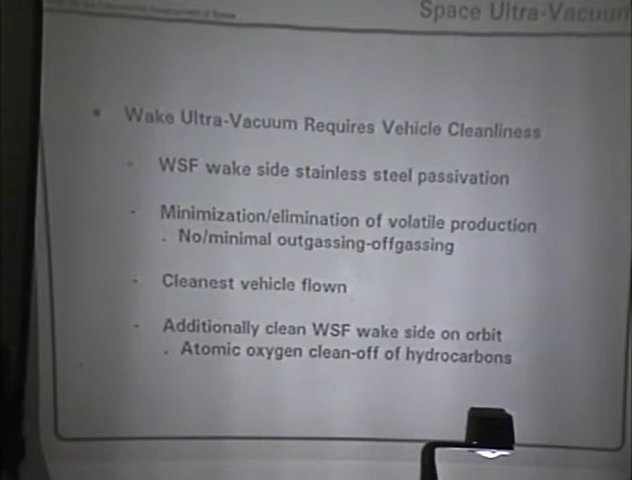 Space Ultra-Vacuum
• Wake Ultra-Vacuum Requires Vehicle Cleanliness
- WSF wake side stainless steel passivation
- Minimization/elimination of volatile production
. No/minimal outgassing-offgassing
- Cleanest vehicle flown
- Additionally clean WSF wake side on orbit
. Atomic oxygen clean-off of hydrocarbons